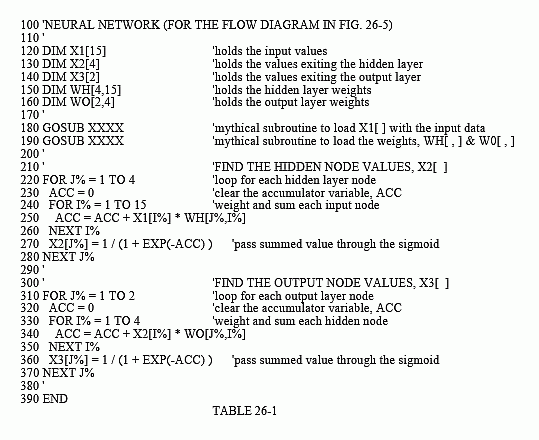 100 'NEURAL NETWORK (FOR THE FLOW DIAGRAM IN FIG. 26-5)
110 '
120 DIM X1[15] 'holds the input values
130 DIM X2[4] 'holds the values exiting the hidden layer
140 DIM X3[2] 'holds the values exiting the output layer
150 DIM WH[4,15] 'holds the hidden layer weights
160 DIM WO[2,4] 'holds the output layer weights
170 '
180 GOSUB XXXX 'mythical subroutine to load X1[ ] with the input data
190 GOSUB XXXX 'mythical subroutine to load the weights, WH[ , ] & W0[ , ]
200 '
210 ' 'FIND THE HIDDEN NODE VALUES, X2[ ]
220 FOR J% = 1 TO 4 'loop for each hidden layer node
230 ACC = 0 'clear the accumulator variable, ACC
240 FOR I% = 1 TO 15 'weight and sum each input node
250 ACC = ACC + X1[I%] * WH[J%,I%]
260 NEXT I%
270 X2[J%] = 1 / (1 + EXP(-ACC) ) 'pass summed value through the sigmoid
280 NEXT J%
290 '
300 ' 'FIND THE OUTPUT NODE VALUES, X3[ ]
310 FOR J% = 1 TO 2 'loop for each output layer node
320 ACC = 0 'clear the accumulator variable, ACC
330 FOR I% = 1 TO 4 'weight and sum each hidden node
340 ACC = ACC + X2[I%] * WO[J%,I%]
350 NEXT I%
360 X3[J%] = 1 / (1 + EXP(-ACC) ) 'pass summed value through the sigmoid
370 NEXT J%
380 '
390 END
TABLE 26-1